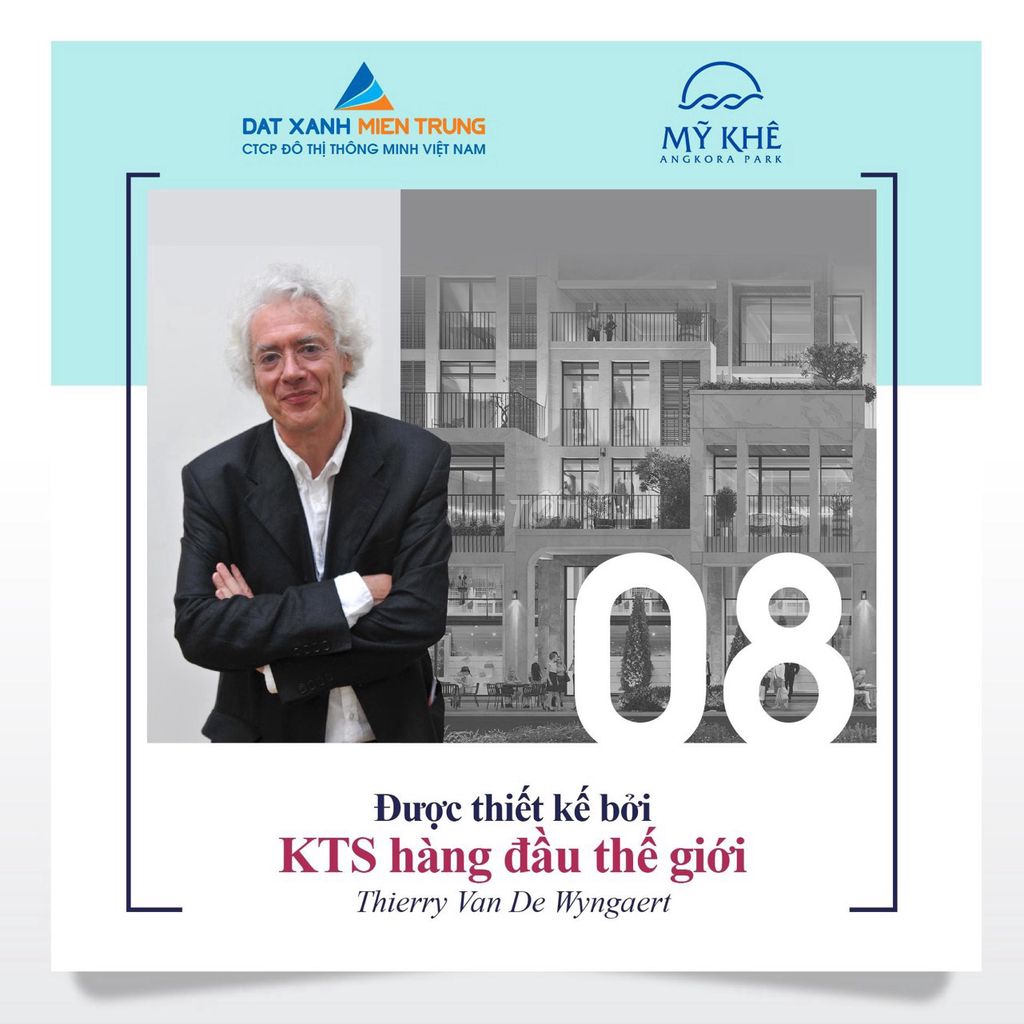 DAT XANH MIEN TRUNG
CTCP ĐÔ THỊ THÔNG MINH VIỆT NAM
MỸ KHÊ
ANGKORA PARK
08
Được thiết kế bởi
KTS hàng đầu thế giới
Thierry Van De Wyngaert